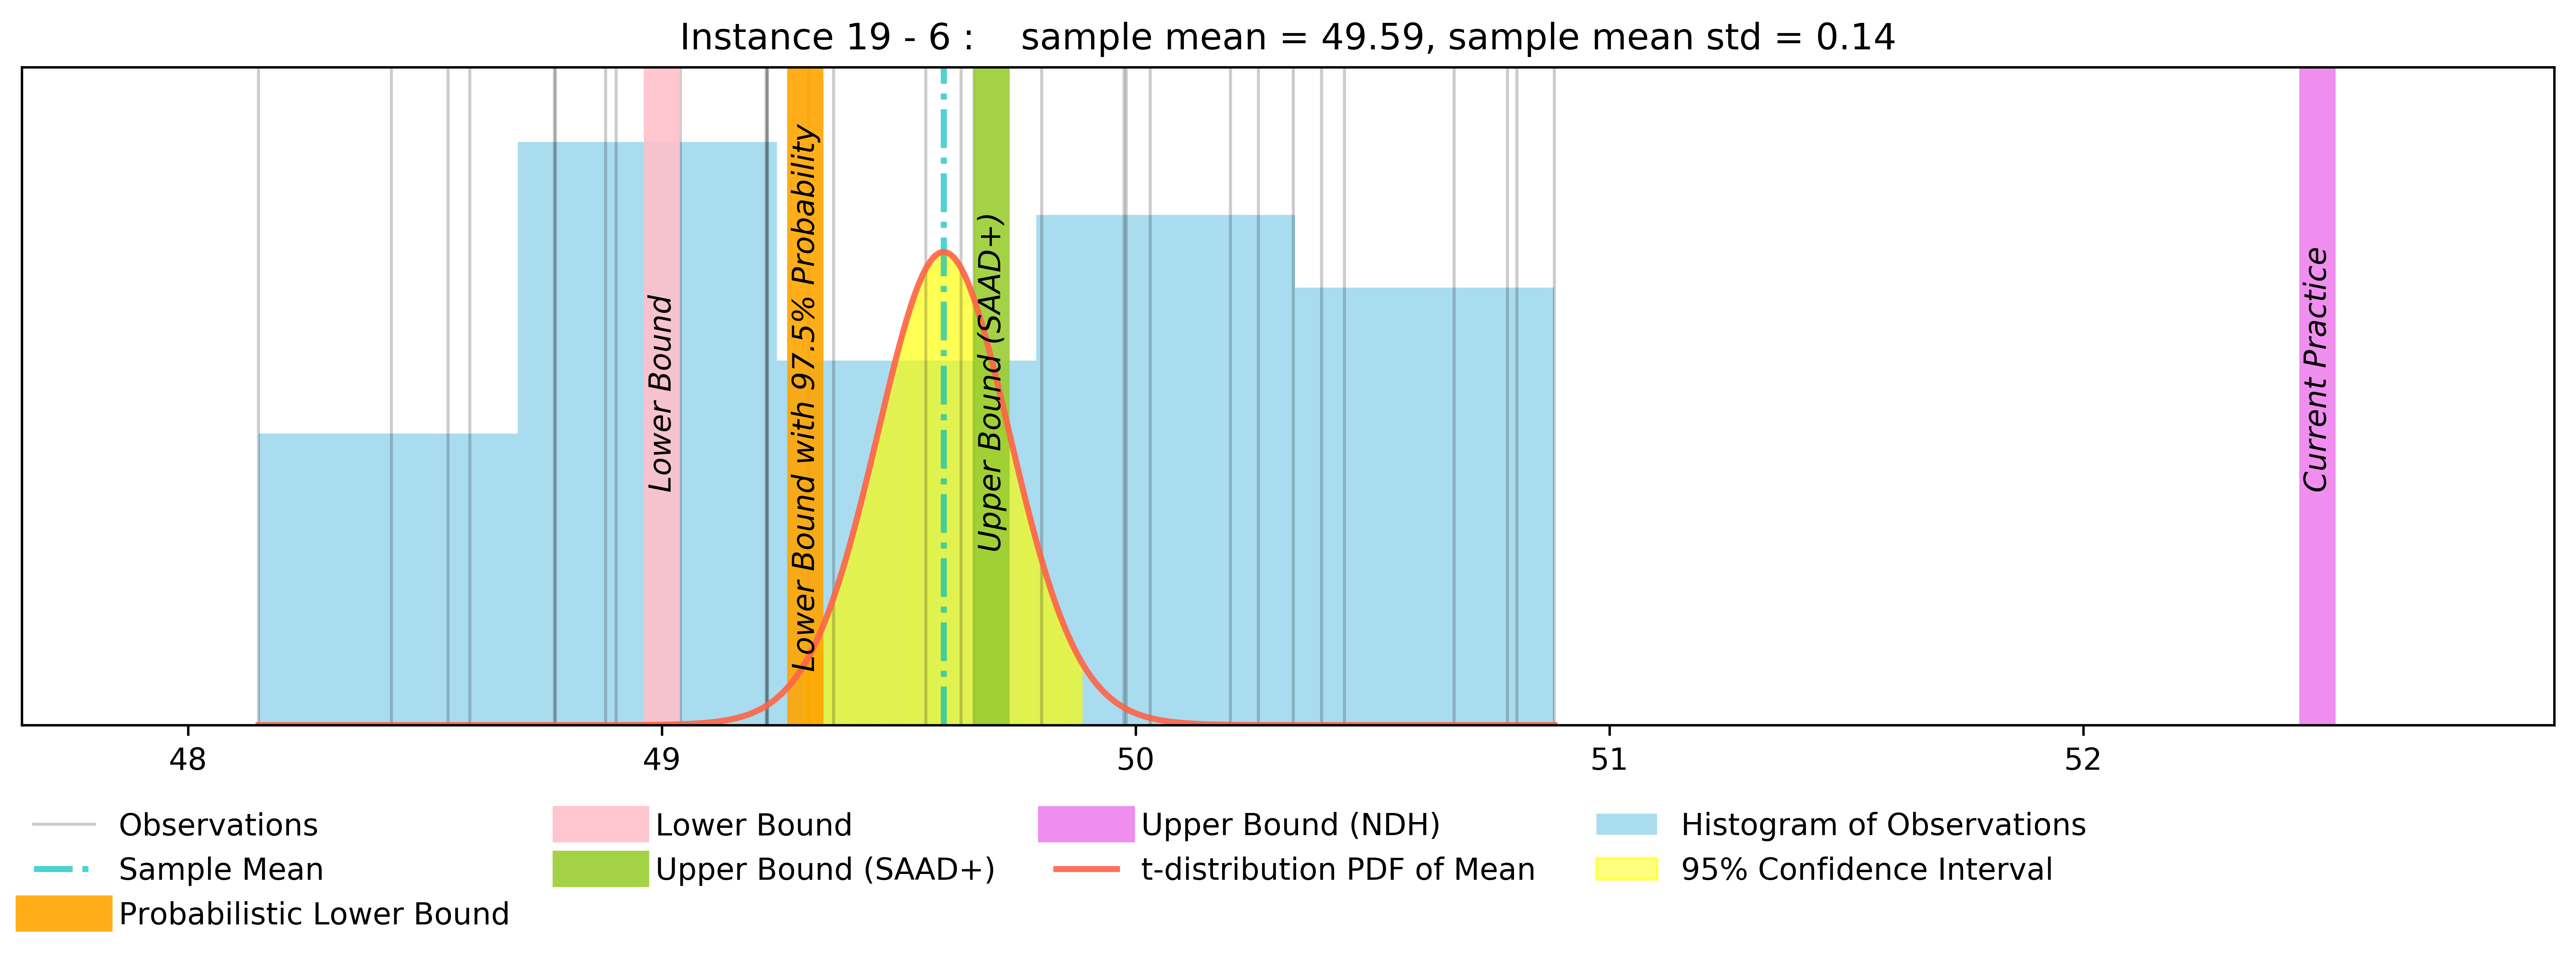 Instance 19 - 6 :    sample mean = 49.59, sample mean std = 0.14
Lower Bound
Lower Bound with 97.5% Probability
Upper Bound (SAAD+)
Current Practice
48 49 50 51 52
Observations
Sample Mean
Probabilistic Lower Bound
Lower Bound
Upper Bound (SAAD+)
Upper Bound (NDH)
t-distribution PDF of Mean
Histogram of Observations
95% Confidence Interval